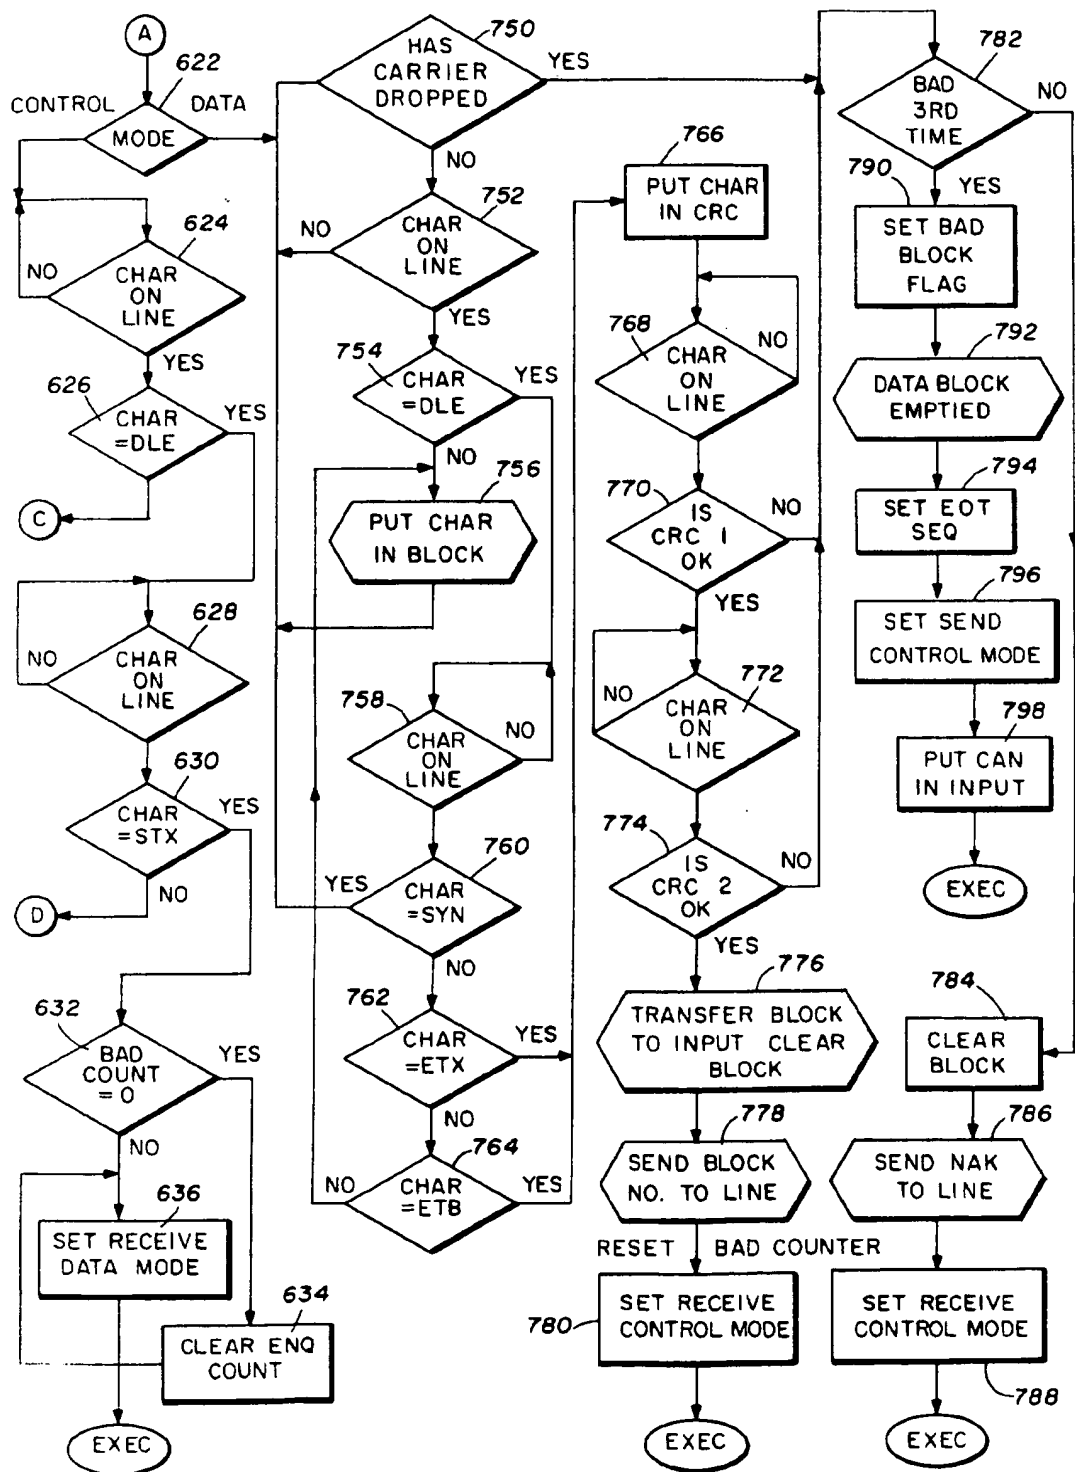 A
622
CONTROL
DATA
MODE
624
CHAR
ON
LINE
NO
YES
626
CHAR
=DLE
YES
C
628
CHAR
ON
LINE
NO
630
CHAR
=STX
YES
NO
D
632
BAD
COUNT
=0
YES
NO
636
SET RECEIVE
DATA MODE
634
CLEAR ENQ
COUNT
EXEC
750
HAS
CARRIER
DROPPED
YES
NO
752
CHAR
ON
LINE
NO
YES
754
CHAR
=DLE
YES
NO
756
PUT CHAR
IN BLOCK
758
CHAR
ON
LINE
NO
760
CHAR
=SYN
YES
NO
762
CHAR
=ETX
YES
NO
764
CHAR
=ETB
NO
YES
766
PUT CHAR
IN CRC
768
CHAR
ON
LINE
NO
770
IS
CRC 1
OK
NO
YES
772
CHAR
ON
LINE
NO
774
IS
CRC 2
OK
NO
YES
776
TRANSFER BLOCK
TO INPUT CLEAR
BLOCK
778
SEND BLOCK
NO. TO LINE
RESET BAD COUNTER
780
SET RECEIVE
CONTROL MODE
EXEC
782
BAD
3RD
TIME
NO
YES
790
SET BAD
BLOCK
FLAG
792
DATA BLOCK
EMPTIED
794
SET EOT
SEQ
796
SET SEND
CONTROL MODE
798
PUT CAN
IN INPUT
EXEC
784
CLEAR
BLOCK
786
SEND NAK
TO LINE
SET RECEIVE
CONTROL MODE
788
EXEC